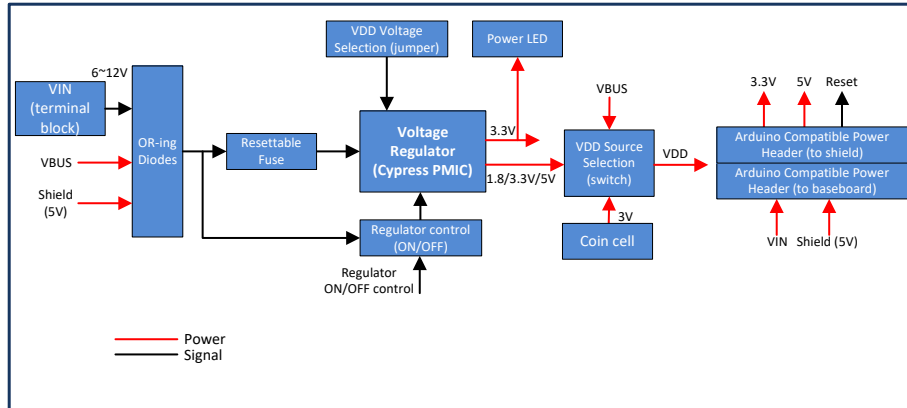 VDD Voltage
Selection (jumper)
Power LED
6~12V
VIN
(terminal
block)
VBUS
Shield
(5V)
OR-ing
Diodes
Resettable
Fuse
Voltage
Regulator
(Cypress PMIC)
3.3V
1.8/3.3V/5V
Regulator control
(ON/OFF)
Regulator
ON/OFF control
VBUS
VDD Source
Selection
(switch)
3V
Coin cell
VDD
3.3V
5V
Reset
Arduino Compatible Power
Header (to shield)
Arduino Compatible Power
Header (to baseboard)
VIN
Shield (5V)
Power
Signal